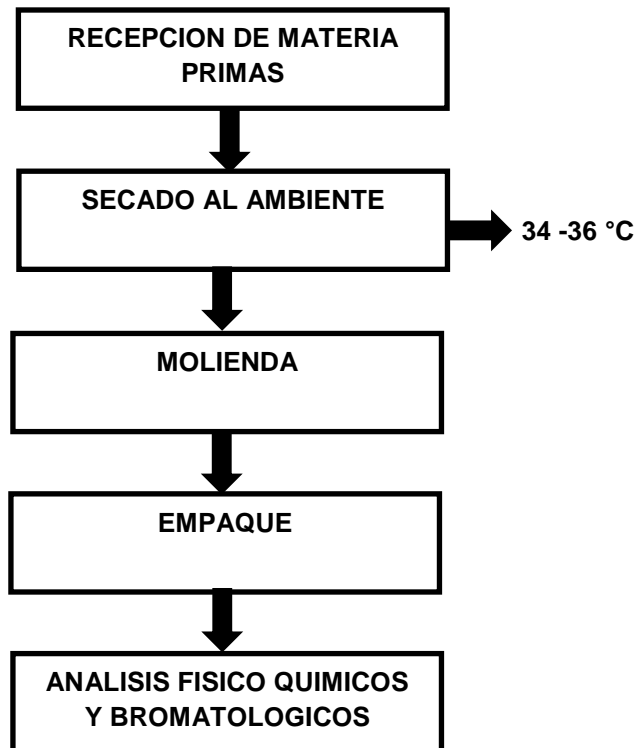 RECEPCION DE MATERIA
PRIMAS
SECADO AL AMBIENTE
34 -36 °C
MOLIENDA
EMPAQUE
ANALISIS FISICO QUIMICOS
Y BROMATOLOGICOS